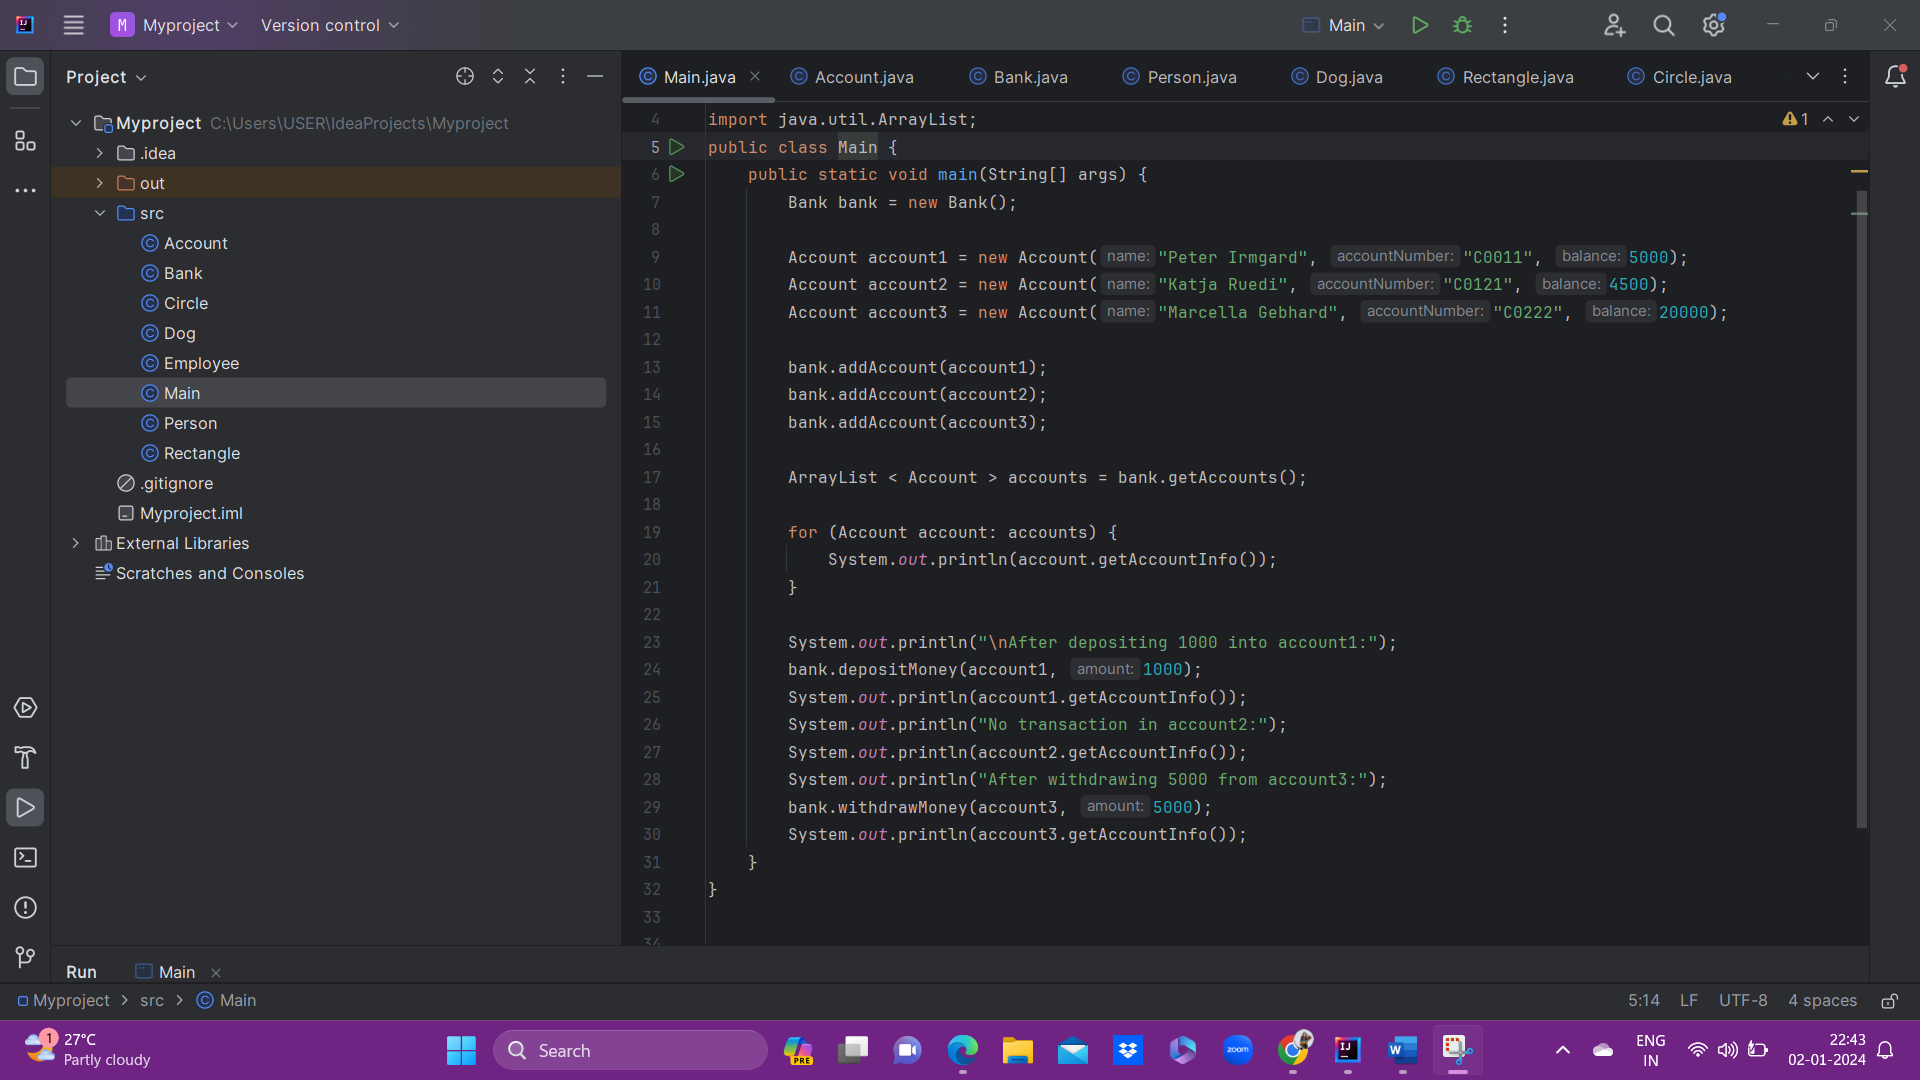 M Myproject Version control Main
Project
Main.java Account.java Bank.java Person.java Dog.java Rectangle.java Circle.java
Myproject C:\Users\USER\IdeaProjects\Myproject
.idea
out
src
Account
Bank
Circle
Dog
Employee
Main
Person
Rectangle
.gitignore
Myproject.iml
External Libraries
Scratches and Consoles
1
4 import java.util.ArrayList;
5 public class Main {
6 public static void main(String[] args) {
7 Bank bank = new Bank();
8
9 Account account1 = new Account( name: "Peter Irmgard", accountNumber: "C0011", balance: 5000);
10 Account account2 = new Account( name: "Katja Ruedi", accountNumber: "C0121", balance: 4500);
11 Account account3 = new Account( name: "Marcella Gebhard", accountNumber: "C0222", balance: 20000);
12
13 bank.addAccount(account1);
14 bank.addAccount(account2);
15 bank.addAccount(account3);
16
17 ArrayList < Account > accounts = bank.getAccounts();
18
19 for (Account account: accounts) {
20 System.out.println(account.getAccountInfo());
21 }
22
23 System.out.println("\nAfter depositing 1000 into account1:");
24 bank.depositMoney(account1, amount: 1000);
25 System.out.println(account1.getAccountInfo());
26 System.out.println("No transaction in account2:");
27 System.out.println(account2.getAccountInfo());
28 System.out.println("After withdrawing 5000 from account3:");
29 bank.withdrawMoney(account3, amount: 5000);
30 System.out.println(account3.getAccountInfo());
31 }
32 }
33
34
Run Main
Myproject > src > Main 5:14 LF UTF-8 4 spaces
1 27°C
Partly cloudy
Search
PRE
zoom
IJ
W
ENG
IN
22:43
02-01-2024